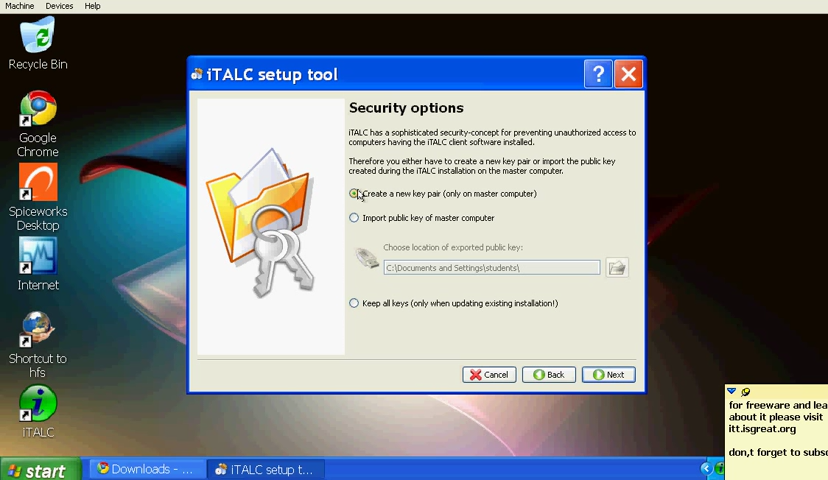 Machine Devices Help
Recycle Bin
Google
Chrome
Spiceworks
Desktop
Internet
Shortcut to
hfs
iTALC
iTALC setup tool
?
Security options
iTALC has a sophisticated security-concept for preventing unauthorized access to
computers having the iTALC client software installed.
Therefore you either have to create a new key pair or import the public key
created during the iTALC installation on the master computer.
Create a new key pair (only on master computer)
Import public key of master computer
Choose location of exported public key:
C:\Documents and Settings\students\
Keep all keys (only when updating existing installation!)
Cancel Back Next
for freeware and lea
about it please visit
itt.isgreat.org
don,t forget to subsc
start Downloads - ... iTALC setup t...